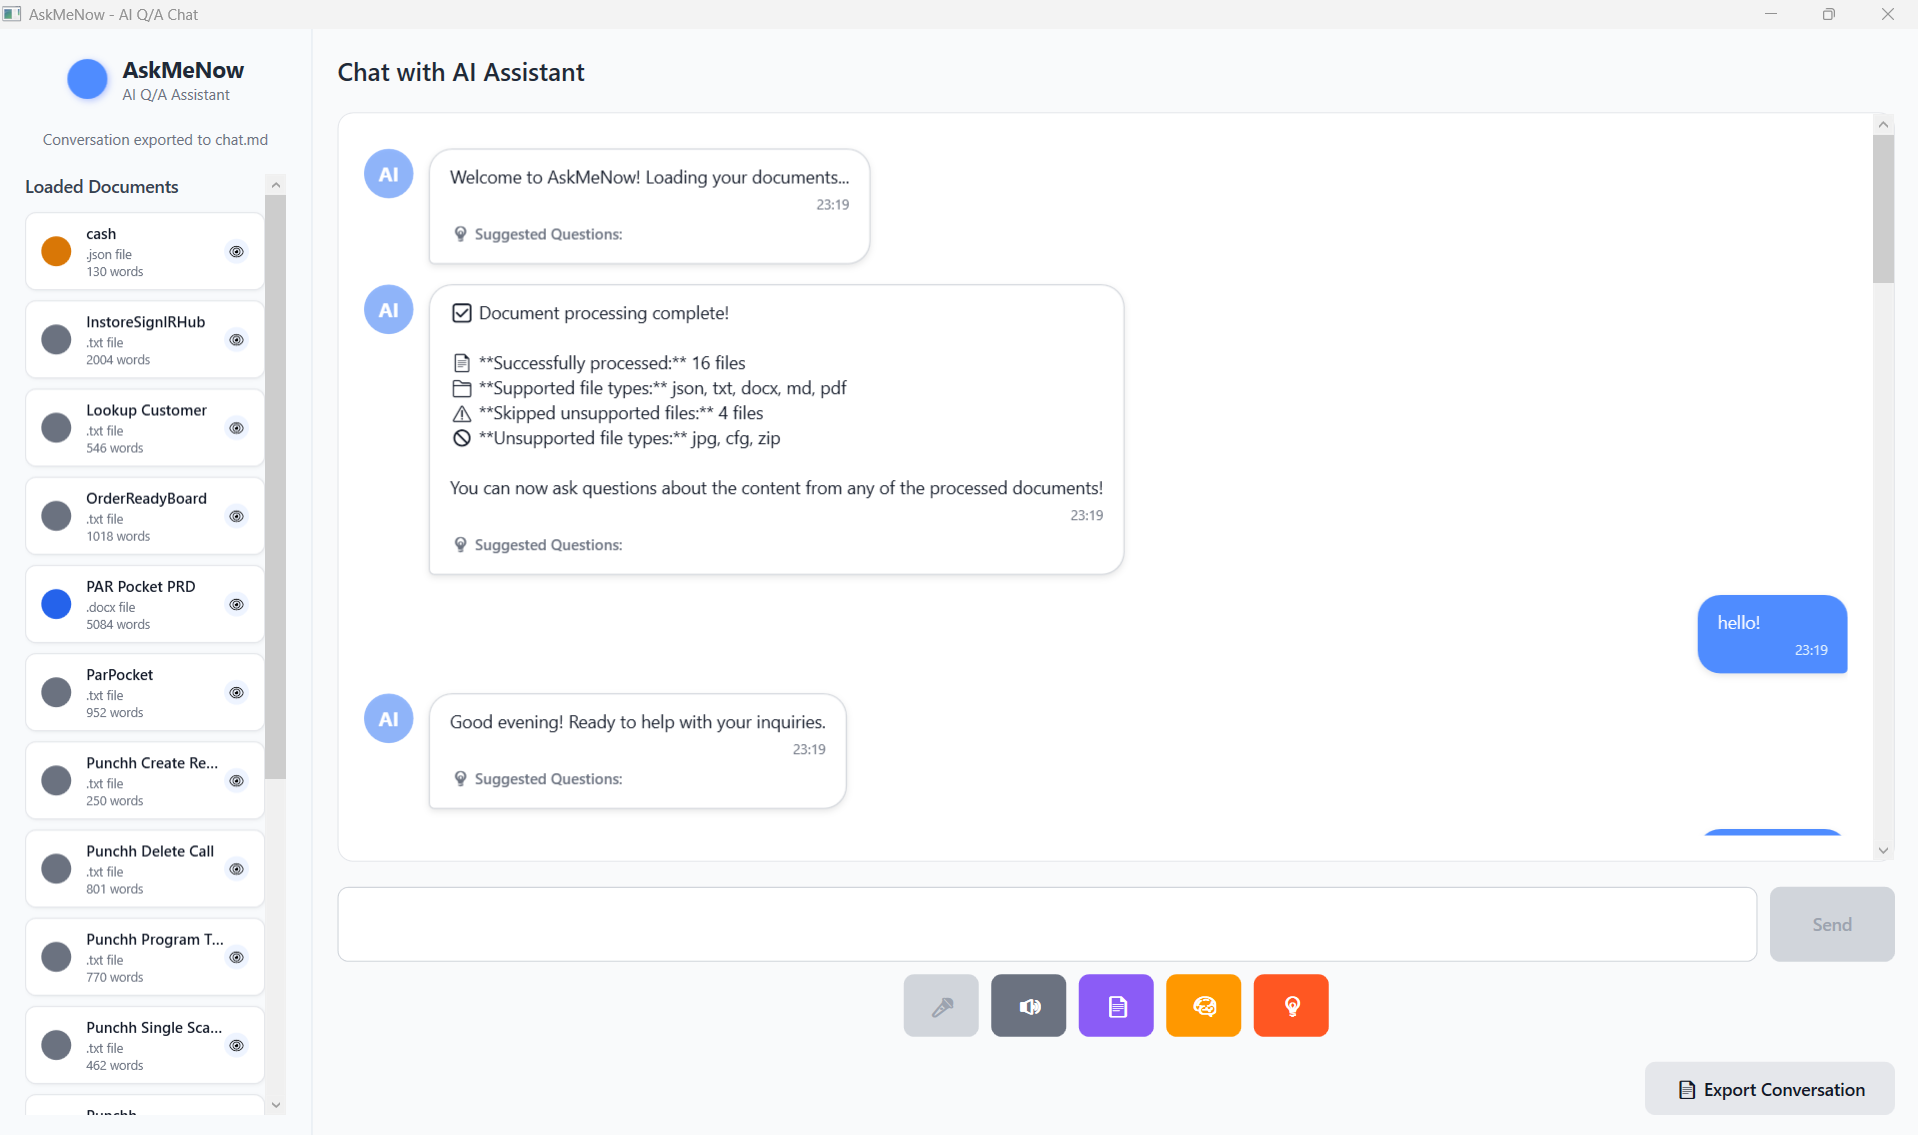 AskMeNow - AI Q/A Chat
AskMeNow
AI Q/A Assistant
Conversation exported to chat.md
Loaded Documents
cash
.json file
130 words
InstoreSignIRHub
.txt file
2004 words
Lookup Customer
.txt file
546 words
OrderReadyBoard
.txt file
1018 words
PAR Pocket PRD
.docx file
5084 words
ParPocket
.txt file
952 words
Punchh Create Re...
.txt file
250 words
Punchh Delete Call
.txt file
801 words
Punchh Program T...
.txt file
770 words
Punchh Single Sca...
.txt file
462 words
Punchh
Chat with AI Assistant
AI
Welcome to AskMeNow! Loading your documents...
23:19
Suggested Questions:
AI
Document processing complete!
**Successfully processed:** 16 files
**Supported file types:** json, txt, docx, md, pdf
**Skipped unsupported files:** 4 files
**Unsupported file types:** jpg, cfg, zip
You can now ask questions about the content from any of the processed documents!
23:19
Suggested Questions:
hello!
23:19
AI
Good evening! Ready to help with your inquiries.
23:19
Suggested Questions:
Send
Export Conversation